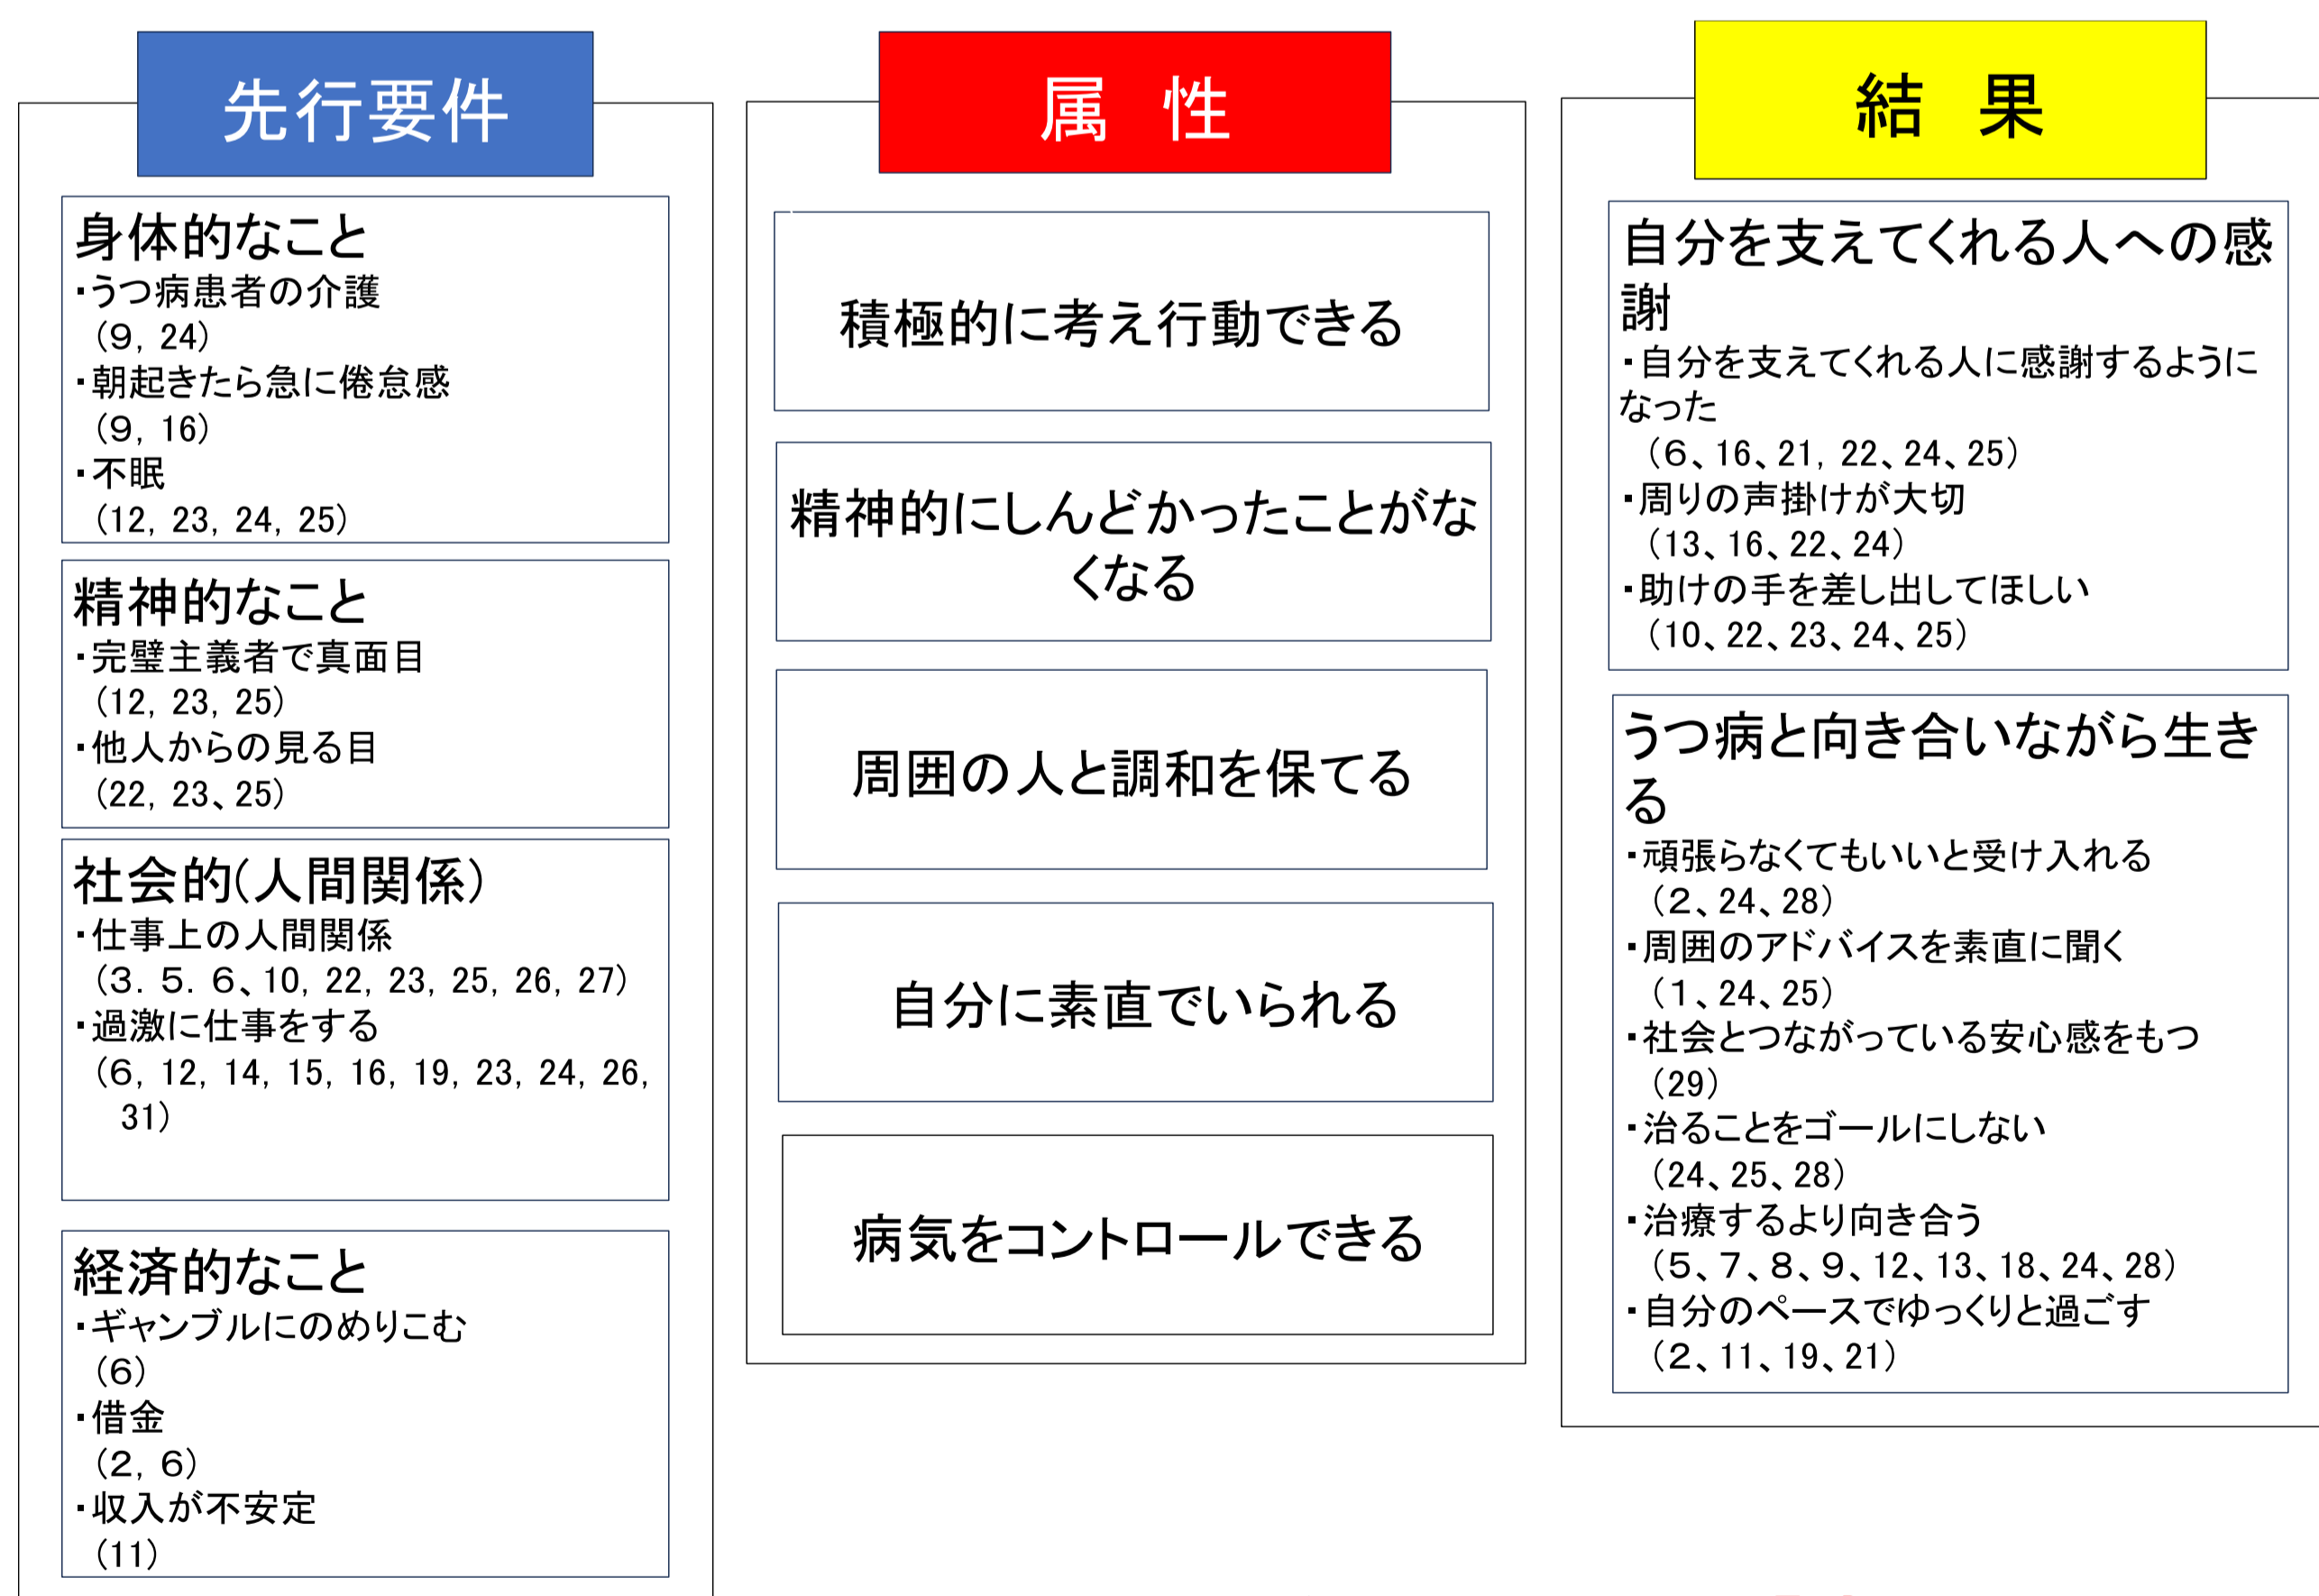 先行要件
身体的なこと
・うつ病患者の介護
(9, 24)
・朝起きたら急に倦怠感
(9, 16)
・不眠
(12, 23, 24, 25)
精神的なこと
・完璧主義者で真面目
(12, 23, 25)
・他人からの見る目
(22, 23、25)
社会的(人間関係)
・仕事上の人間関係
(3. 5. 6、10, 22, 23, 25, 26, 27)
・過激に仕事をする
(6, 12, 14, 15, 16, 19, 23, 24, 26,
31)
経済的なこと
・ギャンブルにのめりこむ
(6)
・借金
(2, 6)
・収入が不安定
(11)
属 性
積極的に考え行動できる
精神的にしんどかったことがな
くなる
周囲の人と調和を保てる
自分に素直でいられる
病気をコントロールできる
結 果
自分を支えてくれる人への感
謝
・自分を支えてくれる人に感謝するように
なった
(6、16、21, 22、24、25)
・周りの声掛けが大切
(13、16、22、24)
・助けの手を差し出してほしい
(10、22、23、24、25)
うつ病と向き合いながら生き
る
・頑張らなくてもいいと受け入れる
(2、24、28)
・周囲のアドバイスを素直に聞く
(1、24、25)
・社会とつながっている安心感をもつ
(29)
・治ることをゴールにしない
(24、25、28)
・治療するより向き合う
(5、7、8、9、12、13、18、24、28)
・自分のペースでゆっくりと過ごす
(2、11、19、21)